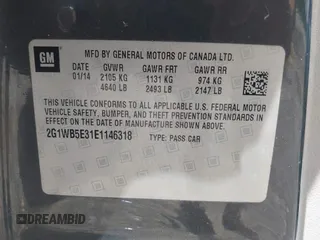 GM
MFD BY GENERAL MOTORS OF CANADA LTD.
DATE GVWR GAWR FRT GAWR RR
01/14 2105 KG 1131 KG 974 KG
4640 LB 2493 LB 2147 LB
THIS VEHICLE CONFORMS TO ALL APPLICABLE U.S. FEDERAL MOTOR
VEHICLE SAFETY, BUMPER, AND THEFT PREVENTION STANDARDS IN
EFFECT ON THE DATE OF MANUFACTURE SHOWN ABOVE.
2G1WB5E31E1146318 TYPE: PASS CAR
DREAMBID